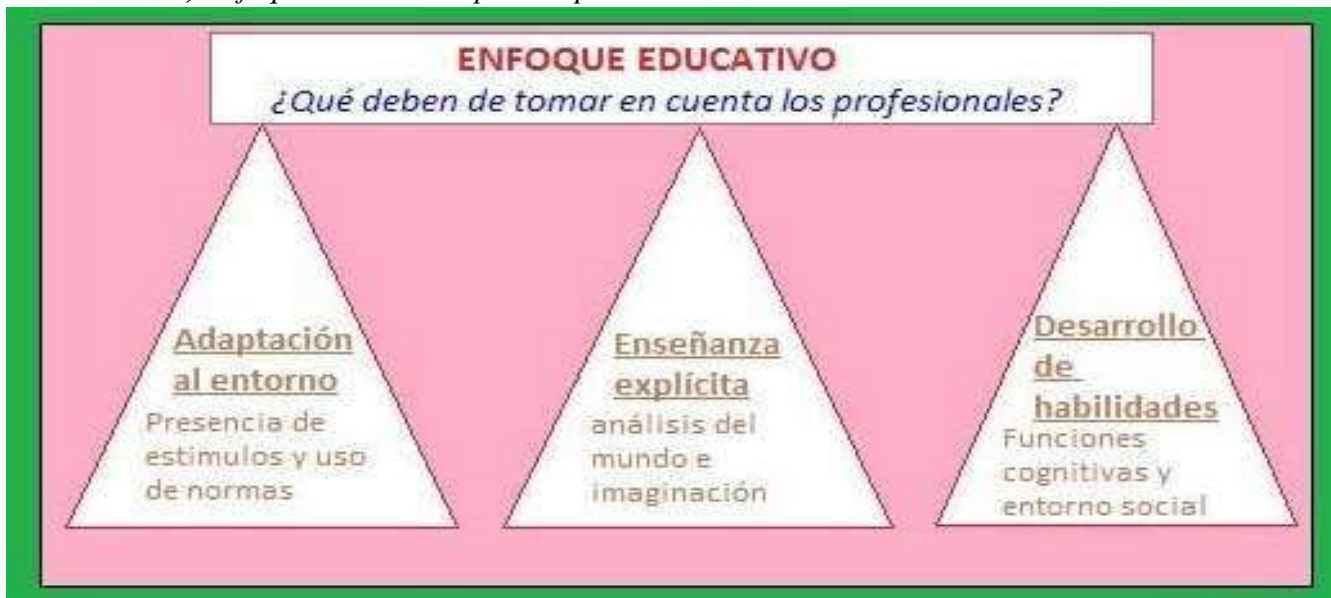 ENFOQUE EDUCATIVO
¿Qué deben de tomar en cuenta los profesionales?
Adaptación
al entorno
Presencia de
estimulos y uso
de normas
Enseñanza
explícita
análisis del
mundo e
imaginación
Desarrollo
de
habilidades
Funciones
cognitivas y
entorno social